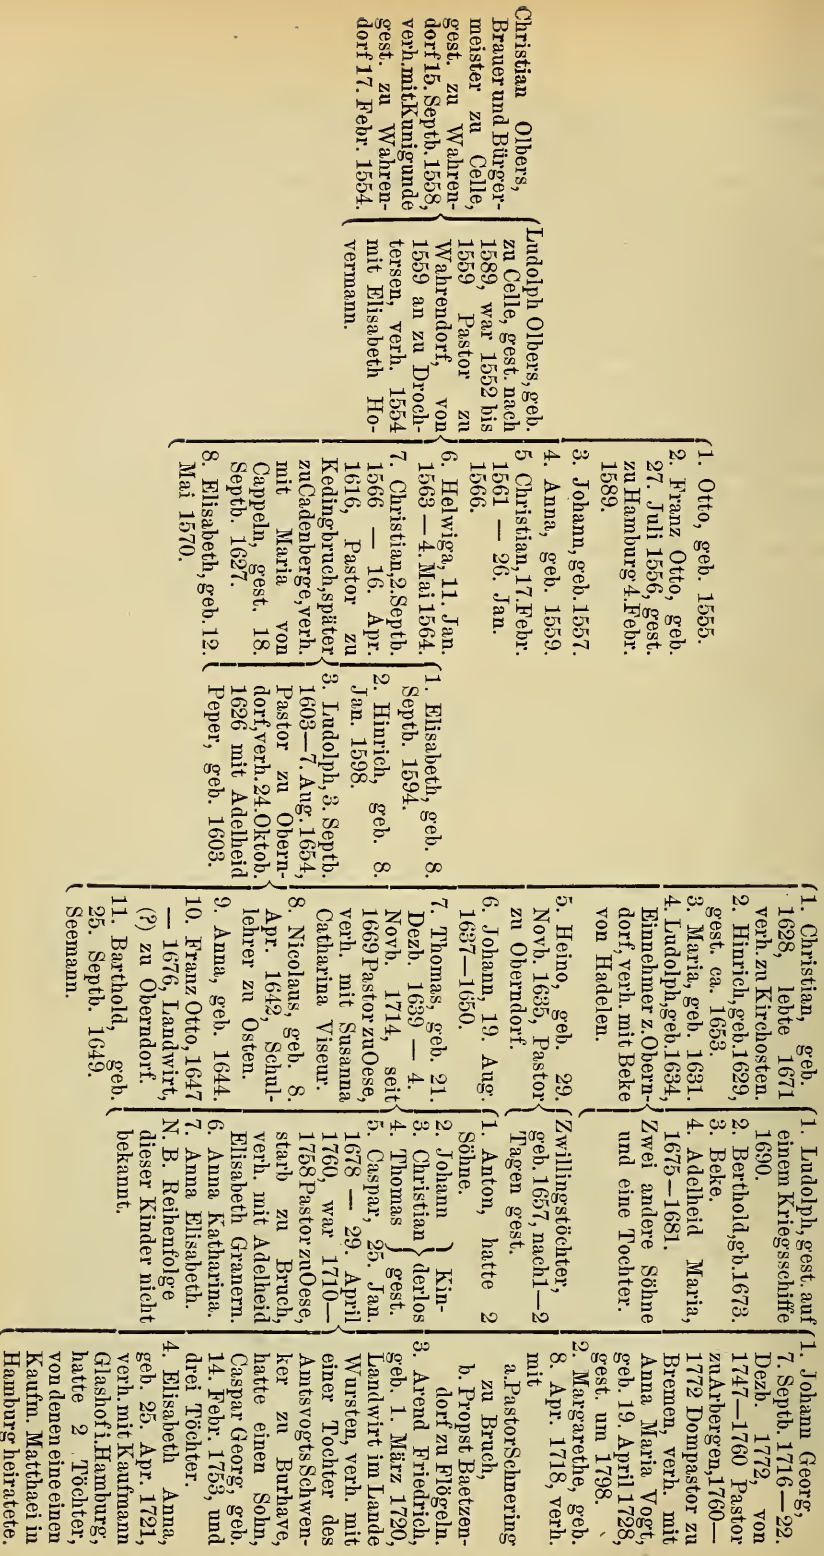 Christian Olbers,
Brauer und Bürger-
meister zu Celle,
gest. zu Wahren-
dorf 15. Septb. 1558,
verh. mit Kunigunde
gest. zu Wahren-
dorf 17. Febr. 1554.
Ludolph Olbers, geb.
zu Celle, gest. nach
1589, war 1552 bis
1559 Pastor zu
Wahrendorf, von
1559 an zu Droch-
tersen, verh. 1554
mit Elisabeth Ho-
vermann.
1. Otto, geb. 1555.
2. Franz Otto, geb.
27. Juli 1556, gest.
zu Hamburg 4. Febr.
1589.
3. Johann, geb. 1557.
4. Anna, geb. 1559.
5 Christian, 17. Febr.
1561 — 26. Jan.
1566.
6. Helwiga, 11. Jan.
1563 — 4. Mai 1564.
7. Christian, 2. Septb.
1566 — 16. Apr.
1616, Pastor zu
Kedingbruch, später
zu Cadenberge, verh.
mit Maria von
Cappeln, gest. 18.
Septb. 1627.
8. Elisabeth, geb. 12.
Mai 1570.
1. Elisabeth, geb. 8.
Septb. 1594.
2. Hinrich, geb. 8.
Jan. 1598.
3. Ludolph, 3. Septb.
1603—7. Aug. 1654,
Pastor zu Obern-
dorf, verh. 24. Oktob.
1626 mit Adelheid
Peper, geb. 1603.
1. Christian, geb.
1628, lebte 1671
verh. zu Kirchosten.
2. Hinrich, geb. 1629,
gest. ca. 1653.
3. Maria, geb. 1631.
4. Ludolph, geb. 1634,
Einnehmer z. Obern-
dorf, verh. mit Beke
von Hadelen.
5. Heino, geb. 29.
Novb. 1635, Pastor
zu Oberndorf.
6. Johann, 19. Aug.
1637—1650.
7. Thomas, geb. 21.
Dezb. 1639 — 4.
Novb. 1714, seit
1669 Pastor zu Oese,
verh. mit Susanna
Catharina Viseur.
8. Nicolaus, geb. 8.
Apr. 1642, Schul-
lehrer zu Osten.
9. Anna, geb. 1644.
10. Franz Otto, 1647
— 1676, Landwirt,
(?) zu Oberndorf.
11. Barthold, geb.
25. Septb. 1649.
Seemann.
1. Ludolph, gest. auf
einem Kriegsschiffe
1690.
2. Berthold, gb. 1673.
3. Beke.
4. Adelheid Maria,
1675—1681.
Zwei andere Söhne
und eine Tochter.
Zwillingstöchter,
geb. 1657, nach 1—2
Tagen gest.
1. Anton, hatte 2
Söhne.
2. Johann } Kin-
3. Christian } derlos
4. Thomas } gest.
5. Caspar, 25. Jan.
1678 — 29. April
1760, war 1710—
1758 Pastor zu Oese,
starb zu Bruch,
verh. mit Adelheid
Elisabeth Granern.
6. Anna Katharina.
7. Anna Elisabeth.
N. B. Reihenfolge
dieser Kinder nicht
bekannt.
1. Johann Georg,
7. Septb. 1716—22.
Dezb. 1772, von
1747—1760 Pastor
zu Arbergen, 1760—
1772 Dompastor zu
Bremen, verh. mit
Anna Maria Vogt,
geb. 19. April 1728,
gest. um 1798.
2. Margarethe, geb.
8. Apr. 1718, verh.
mit
a. Pastor Schnering
zu Bruch,
b. Propst Baetzen-
dorf zu Flögeln.
3. Arend Friedrich,
geb. 1. März 1720,
Landwirt im Lande
Wursten, verh. mit
einer Tochter des
Amtsvogts Schwen-
ker zu Burhave,
hatte einen Sohn,
Caspar Georg, geb.
14. Febr. 1753, und
drei Töchter.
4. Elisabeth Anna,
geb. 25. Apr. 1721,
verh. mit Kaufmann
Glashof i. Hamburg,
hatte 2 Töchter,
von denen eine einen
Kaufm. Matthaei in
Hamburg heiratete.